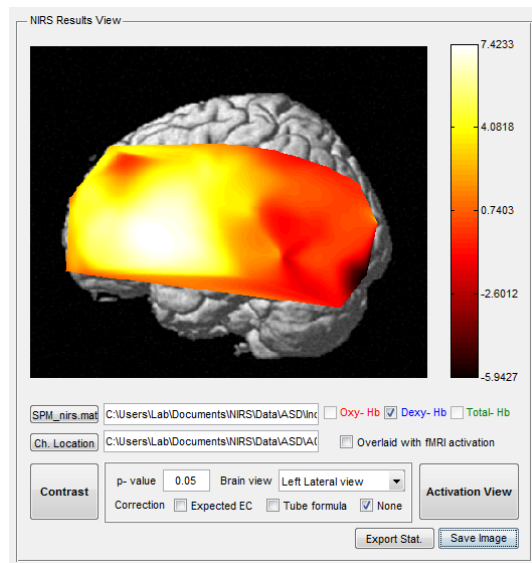 NIRS Results View
7.4233
4.0818
0.7403
-2.6012
-5.9427
SPM_nirs.mat C:\Users\Lab\Documents\NIRS\Data\ASD\Inc Oxy- Hb Dexy- Hb Total- Hb
Ch. Location C:\Users\Lab\Documents\NIRS\Data\ASD\A( Overlaid with fMRI activation
Contrast
p- value 0.05 Brain view Left Lateral view
Correction Expected EC Tube formula None
Activation View
Export Stat. Save Image